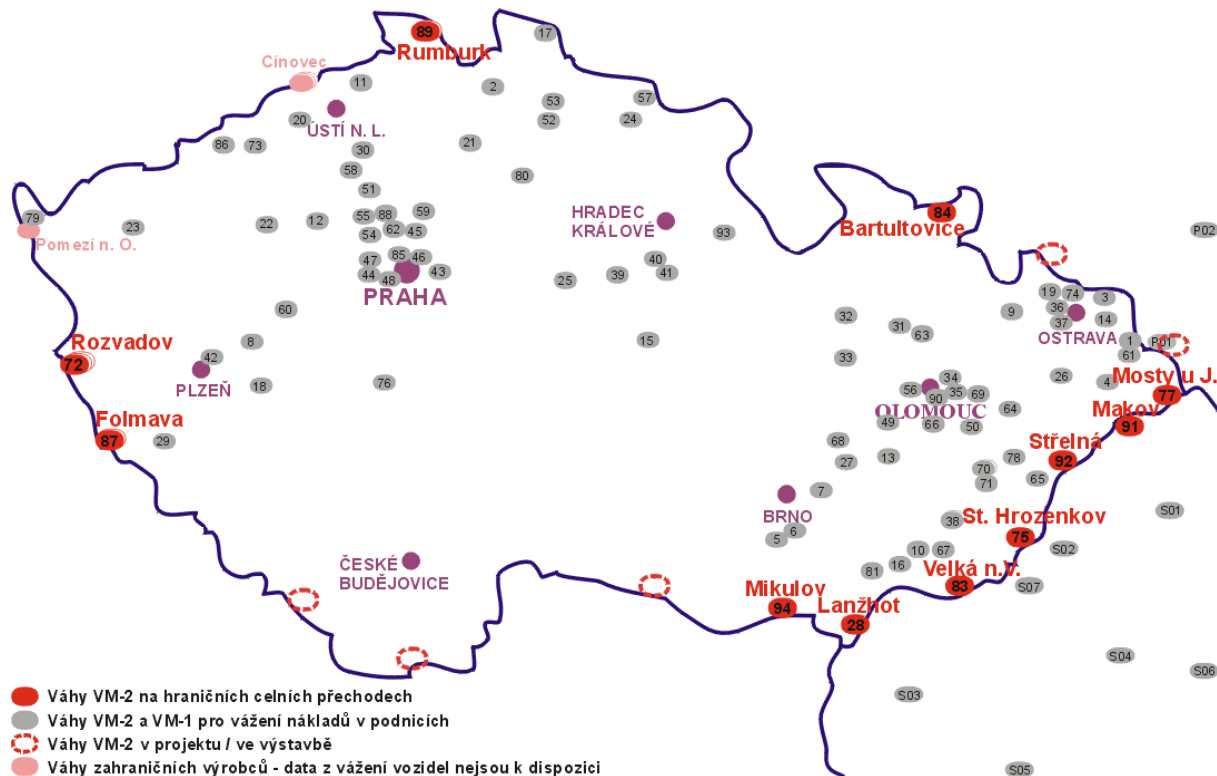 89
Rumburk
17
Cínovec
11
2
53
57
20
ÚSTÍ N. L.
52
24
86
73
30
21
58
80
51
79
Pomezí n. O.
23
22
12
55
88
59
54
62
45
HRADEC
KRÁLOVÉ
93
84
Bartultovice
P02
47
85
46
44
48
43
PRAHA
25
39
40
41
19
74
3
36
37
14
9
OSTRAVA
1
P01
61
60
32
31
63
15
8
Rozvadov
72
42
PLZEŇ
18
76
33
34
56
35
69
90
OLOMOUC
26
4
Mosty u J.
77
64
Makov
91
Folmava
87
29
49
66
50
68
13
27
Střelná
92
70
78
71
65
7
BRNO
6
5
38
St. Hrozenkov
75
S01
10
67
S02
16
81
Velká n.V.
83
S07
ČESKÉ
BUDĚJOVICE
Mikulov
94
Lanžhot
28
S04
S06
S03
S05
Váhy VM-2 na hraničních celních přechodech
Váhy VM-2 a VM-1 pro vážení nákladů v podnicích
Váhy VM-2 v projektu / ve výstavbě
Váhy zahraničních výrobců - data z vážení vozidel nejsou k dispozici